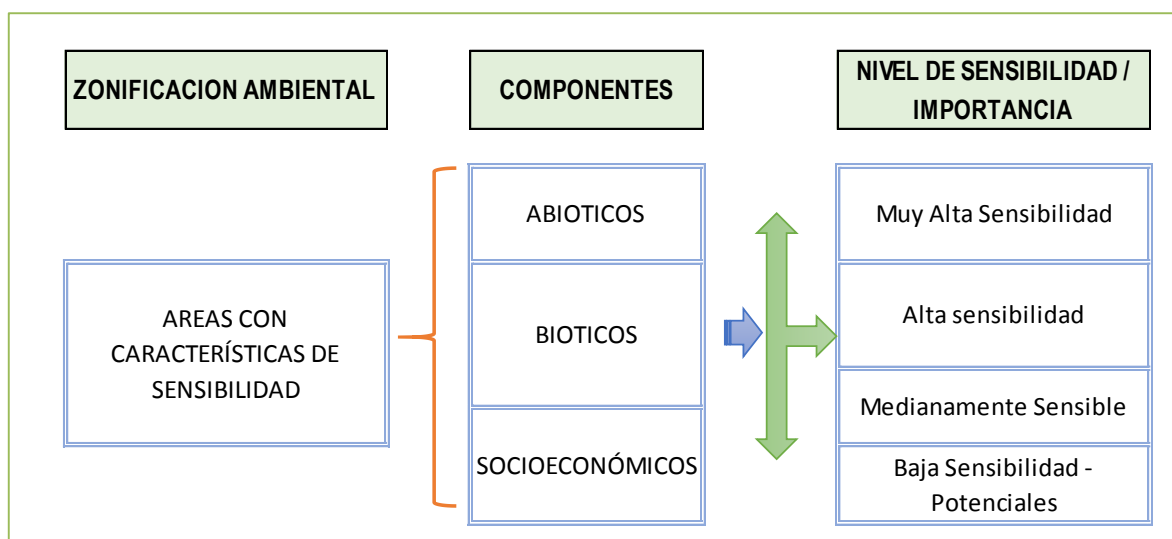 ZONIFICACION AMBIENTAL
COMPONENTES
NIVEL DE SENSIBILIDAD /
IMPORTANCIA
AREAS CON
CARACTERÍSTICAS DE
SENSIBILIDAD
ABIOTICOS
BIOTICOS
SOCIOECONÓMICOS
Muy Alta Sensibilidad
Alta sensibilidad
Medianamente Sensible
Baja Sensibilidad -
Potenciales